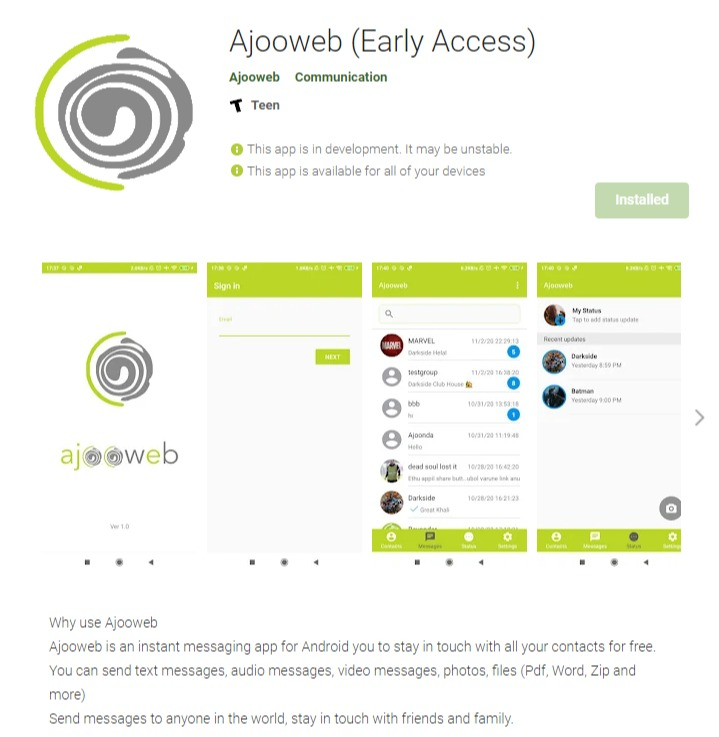 Ajooweb (Early Access)
Ajooweb Communication
Teen
This app is in development. It may be unstable.
This app is available for all of your devices
Installed
ajooweb
Ver 1.0
Sign in
Email
NEXT
Ajooweb
MARVEL 11/2/20 22:29:13
Darkside Hela! 5
testgroup 11/2/20 16:38:20
Darkside Club House 8
bbb 10/31/20 13:53:18
hi 1
Ajoonda 10/31/20 11:19:48
Hello
dead soul lost it 10/28/20 16:42:20
Ethu appil share butt..
Darkside 10/28/20 16:21:23
Great Khali
Contacts Messages Status Settings
Ajooweb
My Status
Tap to add status update
Recent updates
Darkside
Yesterday 8:59 PM
Batman
Yesterday 9:00 PM
Contacts Messages Status
Why use Ajooweb
Ajooweb is an instant messaging app for Android you to stay in touch with all your contacts for free.
You can send text messages, audio messages, video messages, photos, files (Pdf, Word, Zip and
more)
Send messages to anyone in the world, stay in touch with friends and family.